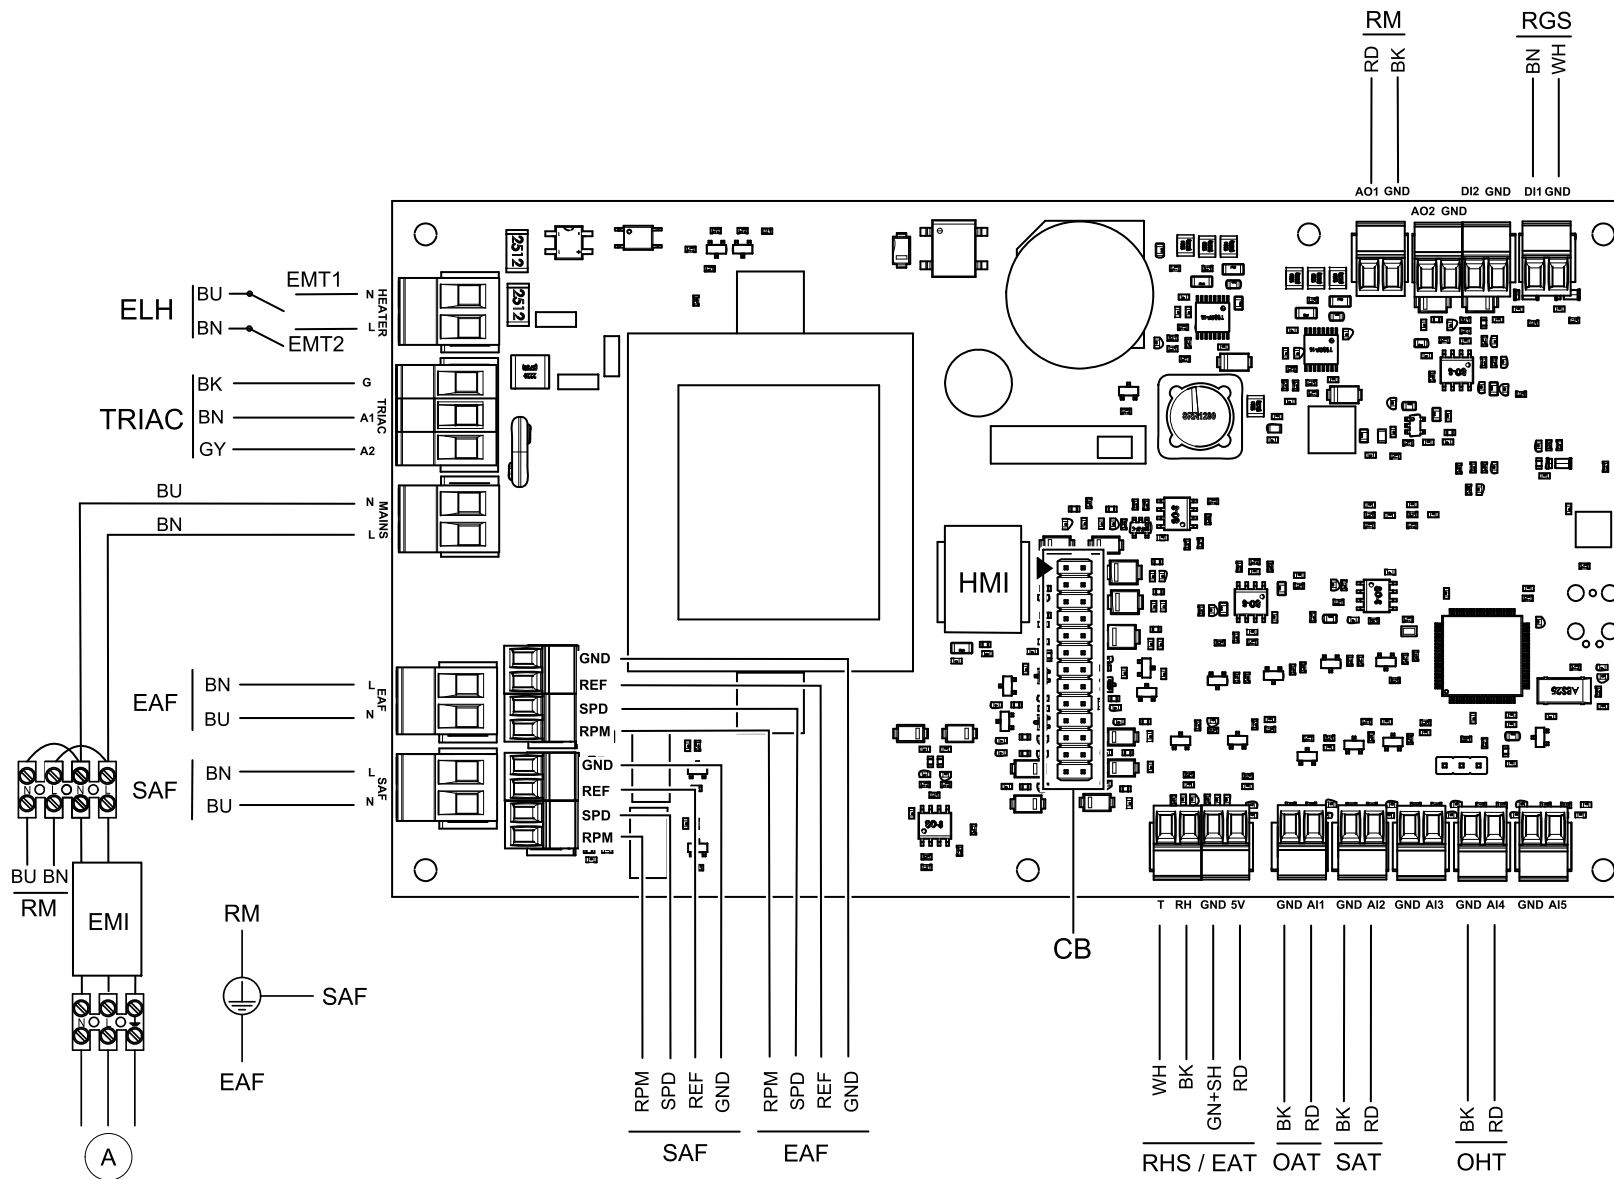 RM RGS
RD BK BN WH
AO1 GND DI2 GND DI1 GND
AO2 GND
2512
2512
ELH BU EMT1 N HEATER
BN EMT2 L
TRIAC BK G TRIAC
BN A1
GY A2
BU N MAINS
BN L
HMI
ABS25
EAF BN L EAF
BU N
GND
REF
SPD
RPM
SAF BN L SAF
BU N
GND
REF
SPD
RPM
N L N L
BU BN
RM
EMI
N L
A
RM
SAF
EAF
RPM SPD REF GND RPM SPD REF GND
SAF EAF
CB
T RH GND 5V GND AI1 GND AI2 GND AI3 GND AI4 GND AI5
WH BK GN+SH RD BK RD BK RD BK RD
RHS / EAT OAT SAT OHT